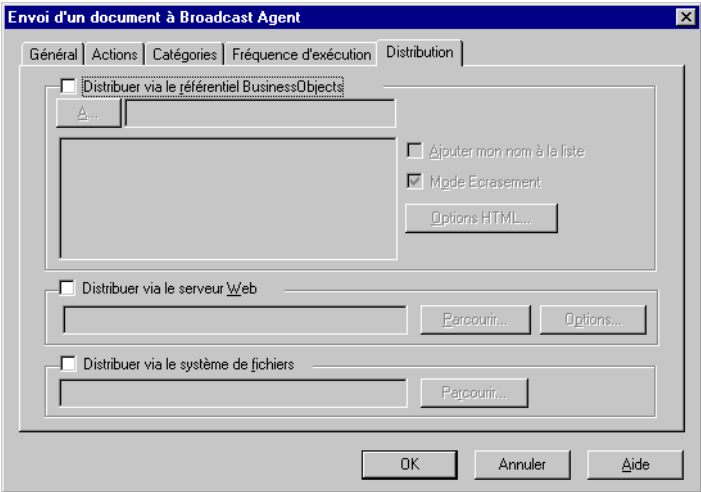 Envoi d'un document à Broadcast Agent
Général Actions Catégories Fréquence d'exécution Distribution
Distribuer via le référentiel BusinessObjects
A...
Ajouter mon nom à la liste
Mode Ecrasement
Options HTML...
Distribuer via le serveur Web
Parcourir... Options...
Distribuer via le système de fichiers
Parcourir...
OK Annuler Aide